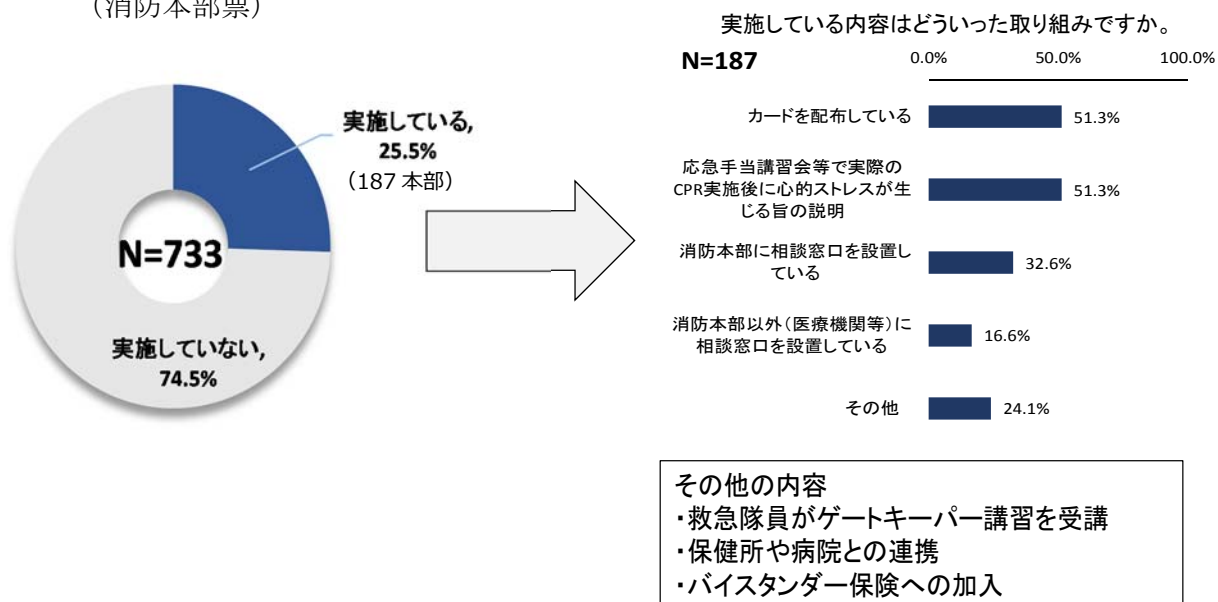 （消防本部票）
実施している,
25.5%
（187 本部）
N=733
実施していない,
74.5%
実施している内容はどういった取り組みですか。
N=187
0.0%
50.0%
100.0%
カードを配布している
51.3%
応急手当講習会等で実際の
CPR実施後に心的ストレスが生
じる旨の説明
51.3%
消防本部に相談窓口を設置し
ている
32.6%
消防本部以外（医療機関等）に
相談窓口を設置している
16.6%
その他
24.1%
その他の内容
・救急隊員がゲートキーパー講習を受講
・保健所や病院との連携
・バイスタンダー保険への加入